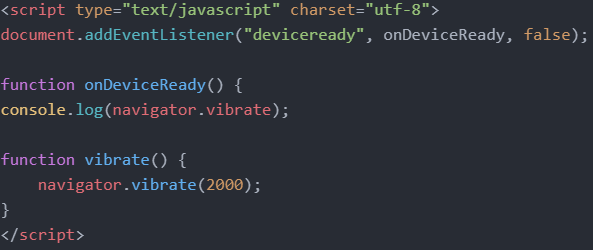 <script type="text/javascript" charset="utf-8">
document.addEventListener("deviceready", onDeviceReady, false);

function onDeviceReady() {
console.log(navigator.vibrate);

function vibrate() {
    navigator.vibrate(2000);
}
</script>